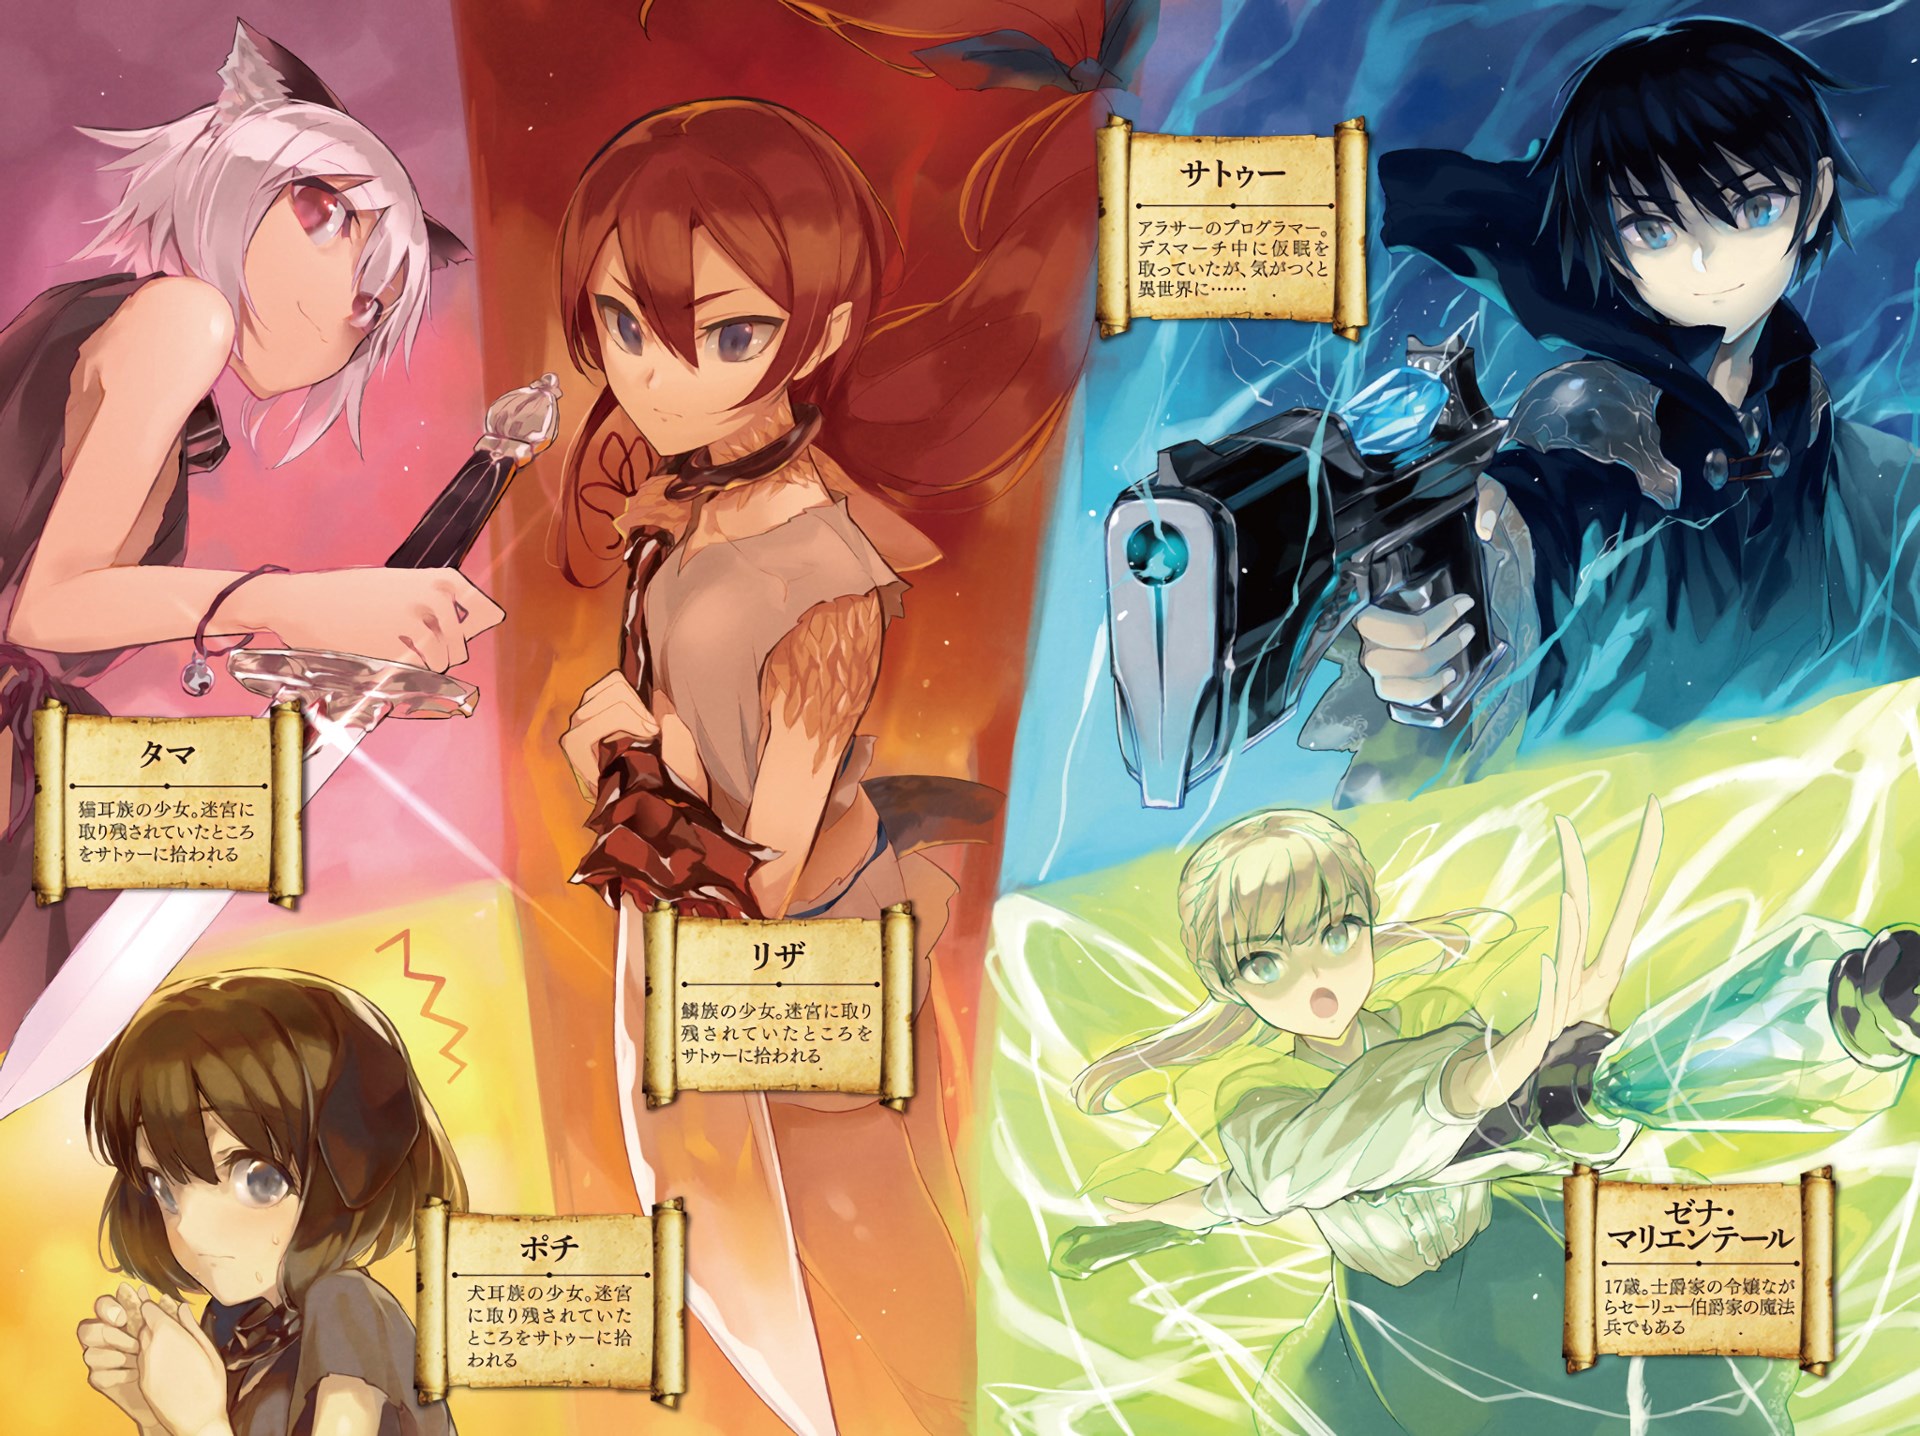 サトゥー
アラサーのプログラマー。
デスマーチ中に仮眠を
取っていたが、気がつくと
異世界に……
タマ
猫耳族の少女。迷宮に
取り残されていたところ
をサトゥーに拾われる
リザ
鱗族の少女。迷宮に取り
残されていたところを
サトゥーに拾われる
ポチ
犬耳族の少女。迷宮
に取り残されていた
ところをサトゥーに拾
われる
ゼナ・
マリエンテール
17歳。士爵家の令嬢なが
らセーリュー伯爵家の魔法
兵でもある